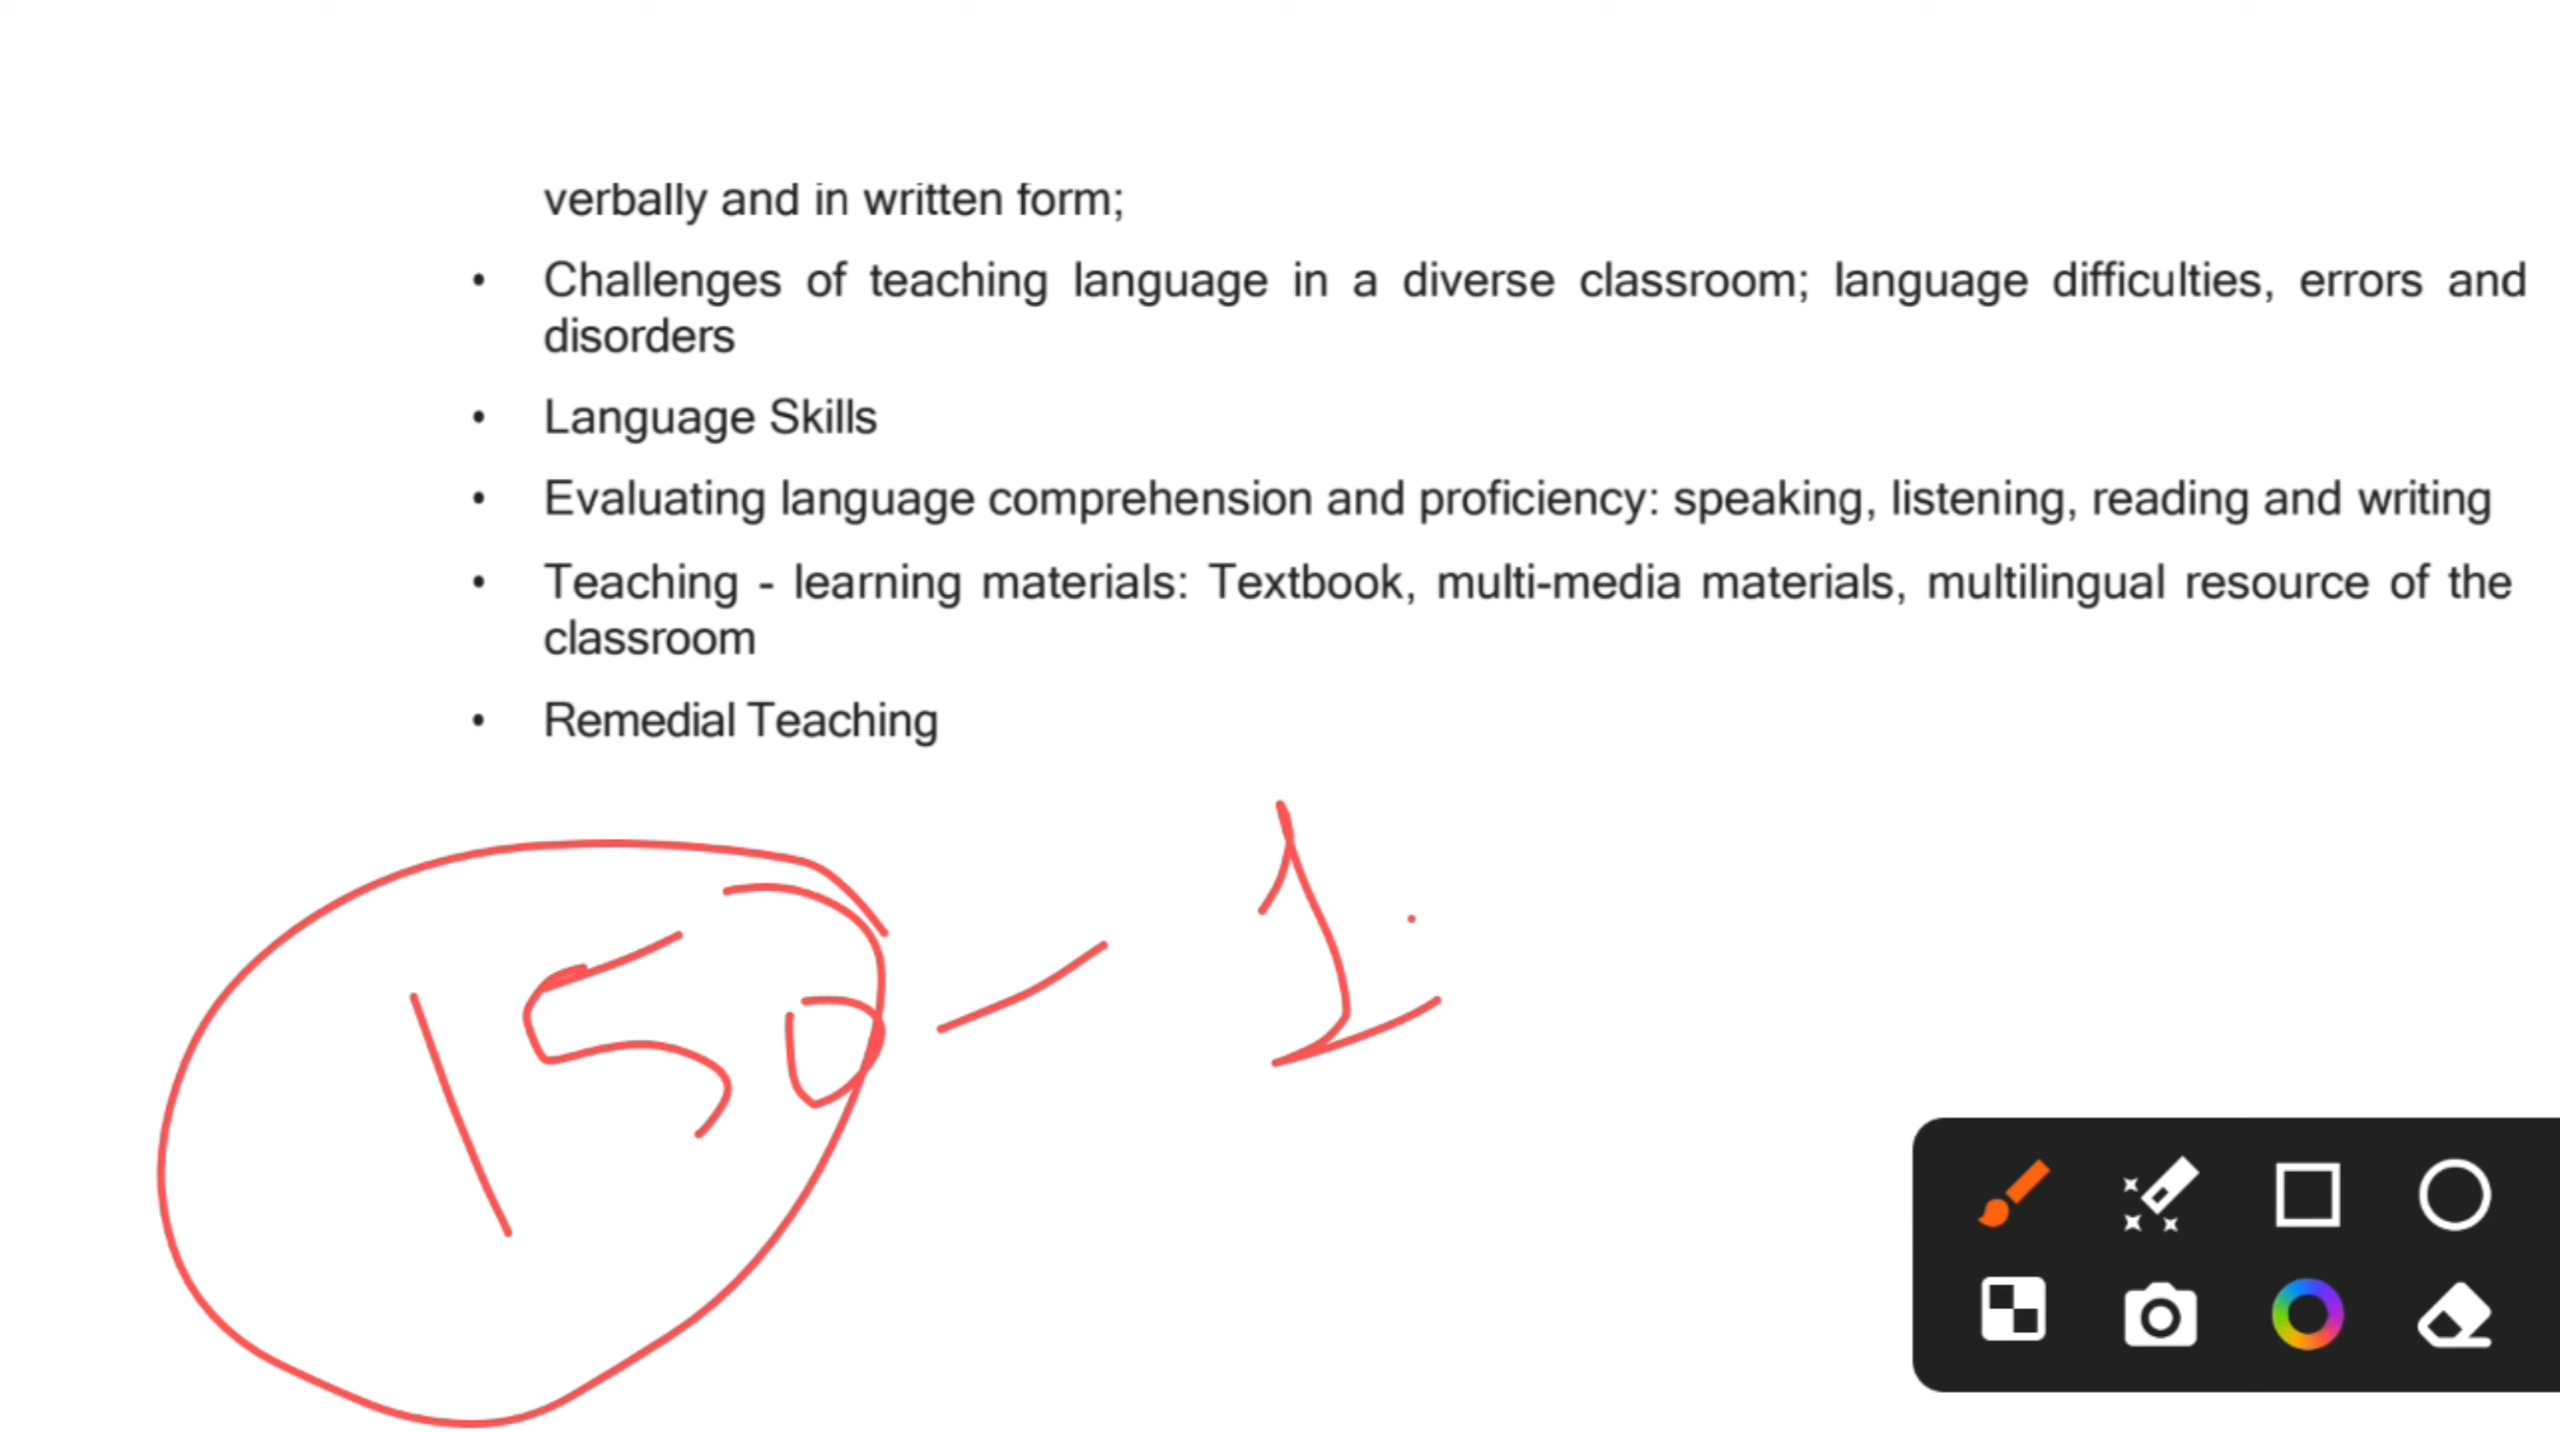 verbally and in written form;
• Challenges of teaching language in a diverse classroom; language difficulties, errors and
disorders
• Language Skills
• Evaluating language comprehension and proficiency: speaking, listening, reading and writing
• Teaching - learning materials: Textbook, multi-media materials, multilingual resource of the
classroom
• Remedial Teaching
150 - 1